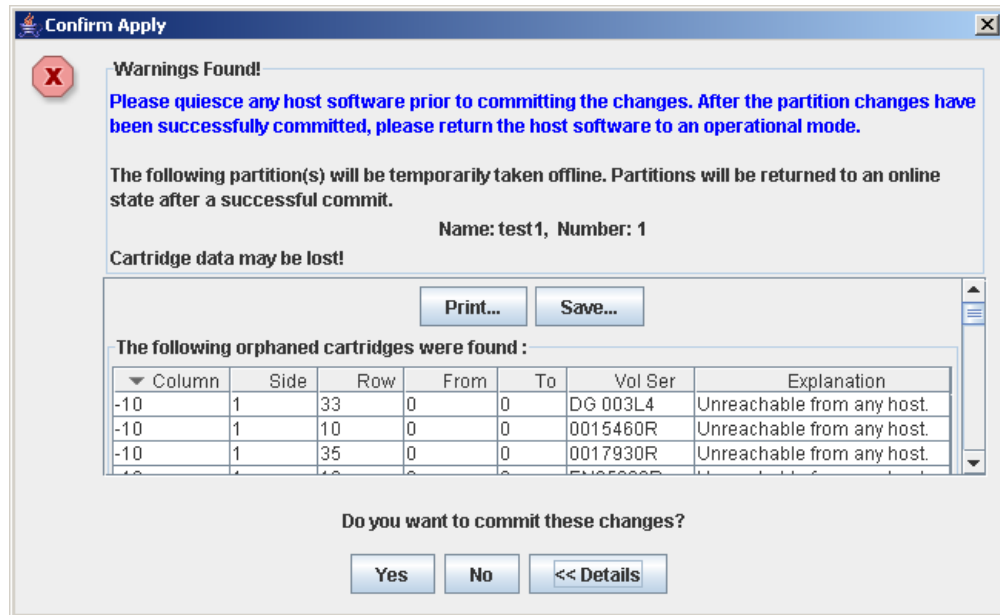 Confirm Apply
Warnings Found!
Please quiesce any host software prior to committing the changes. After the partition changes have
been successfully committed, please return the host software to an operational mode.
The following partition(s) will be temporarily taken offline. Partitions will be returned to an online
state after a successful commit.
Name: test1, Number: 1
Cartridge data may be lost!
Print... Save...
The following orphaned cartridges were found :
Column Side Row From To Vol Ser Explanation
-10 1 33 0 0 DG 003L4 Unreachable from any host.
-10 1 10 0 0 0015460R Unreachable from any host.
-10 1 35 0 0 0017930R Unreachable from any host.
Do you want to commit these changes?
Yes No << Details